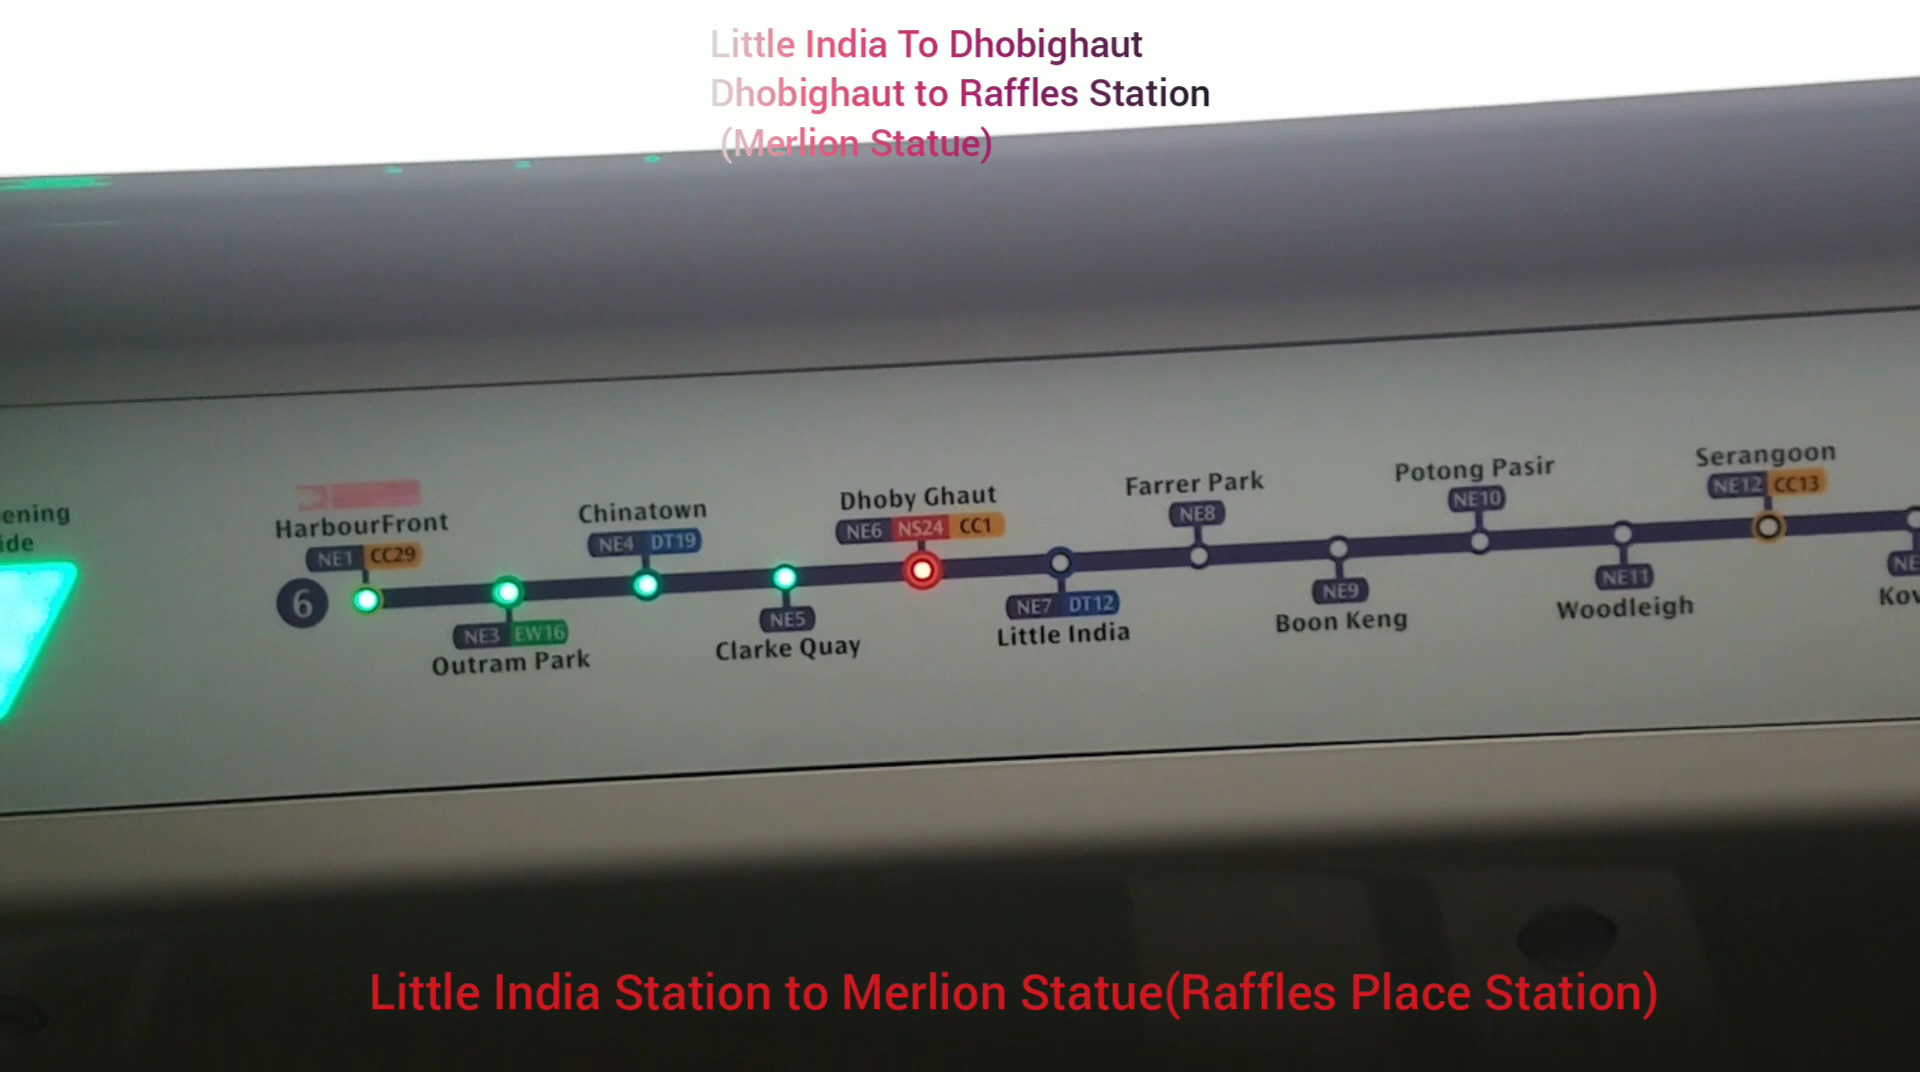 Little India To Dhobighaut
Dhobighaut to Raffles Station
(Merlion Statue)
ening
ide
HarbourFront
NE1 CC29
6
NE3 EW16
Outram Park
Chinatown
NE4 DT19
NE5
Clarke Quay
Dhoby Ghaut
NE6 NS24 CC1
NE7 DT12
Little India
Farrer Park
NE8
NE9
Boon Keng
Potong Pasir
NE10
NE11
Woodleigh
Serangoon
NE12 CC13
NE
Kov
Little India Station to Merlion Statue(Raffles Place Station)